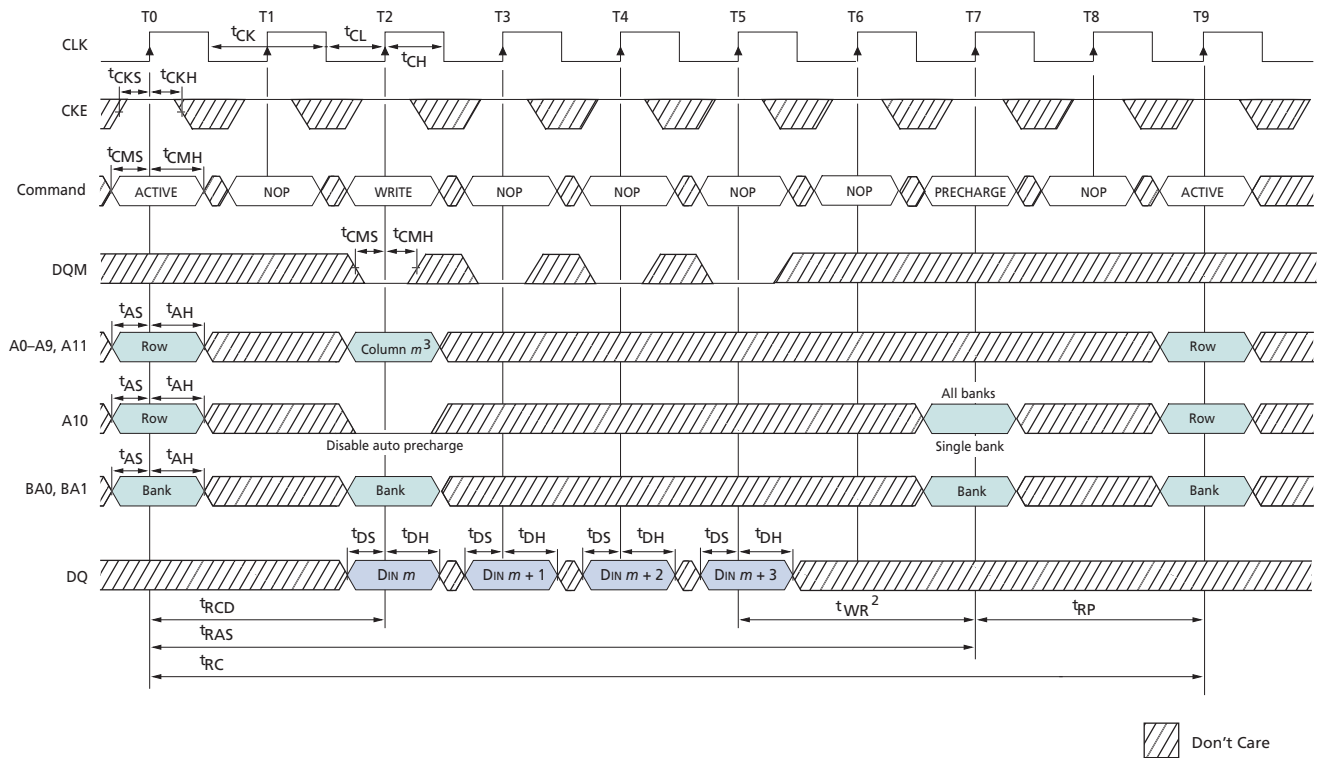 T0 T1 T2 T3 T4 T5 T6 T7 T8 T9
CLK
tCK tCL
tCH
tCKS tCKH
CKE
tCMS tCMH
Command ACTIVE NOP WRITE NOP NOP NOP NOP PRECHARGE NOP ACTIVE
tCMS tCMH
DQM
tAS tAH
A0–A9, A11 Row Column m3 Row
tAS tAH All banks
A10 Row Row
Disable auto precharge Single bank
tAS tAH
BA0, BA1 Bank Bank Bank Bank
tDS tDH tDS tDH tDS tDH tDS tDH
DQ DIN m DIN m + 1 DIN m + 2 DIN m + 3
tRCD tWR2 tRP
tRAS
tRC
Don't Care